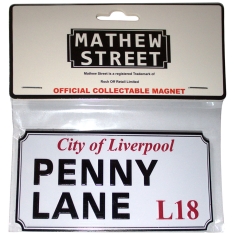 MATHEW
STREET
Mathew Street is a registered Trademark of
Rock Off Retail Limited
OFFICIAL COLLECTABLE MAGNET
City of Liverpool
PENNY
LANE L18